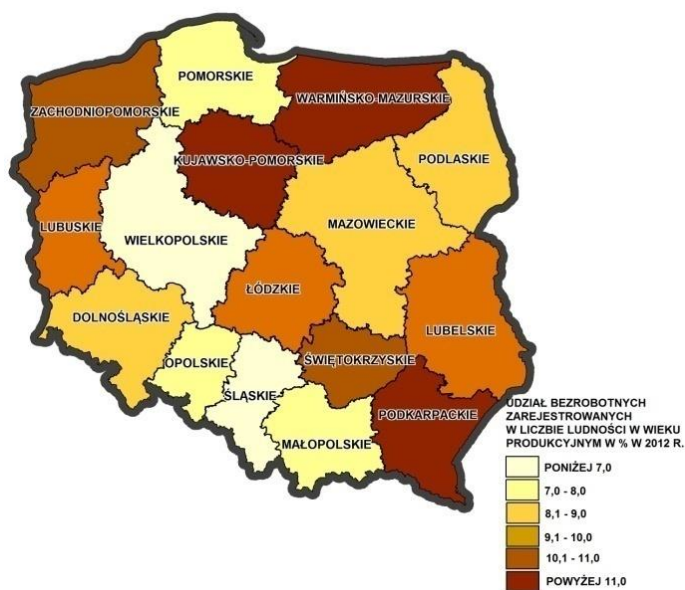 POMORSKIE
WARMIŃSKO-MAZURSKIE
ZACHODNIOPOMORSKIE
KUJAWSKO-POMORSKIE
PODLASKIE
LUBUSKIE
WIELKOPOLSKIE
MAZOWIECKIE
ŁÓDZKIE
DOLNOŚLĄSKIE
LUBELSKIE
OPOLSKIE
ŚWIĘTOKRZYSKIE
ŚLĄSKIE
PODKARPACKIE
MAŁOPOLSKIE
UDZIAŁ BEZROBOTNYCH
ZAREJESTROWANYCH
W LICZBIE LUDNOŚCI W WIEKU
PRODUKCYJNYM W % W 2012 R.
PONIŻEJ 7,0
7,0 - 8,0
8,1 - 9,0
9,1 - 10,0
10,1 - 11,0
POWYŻEJ 11,0